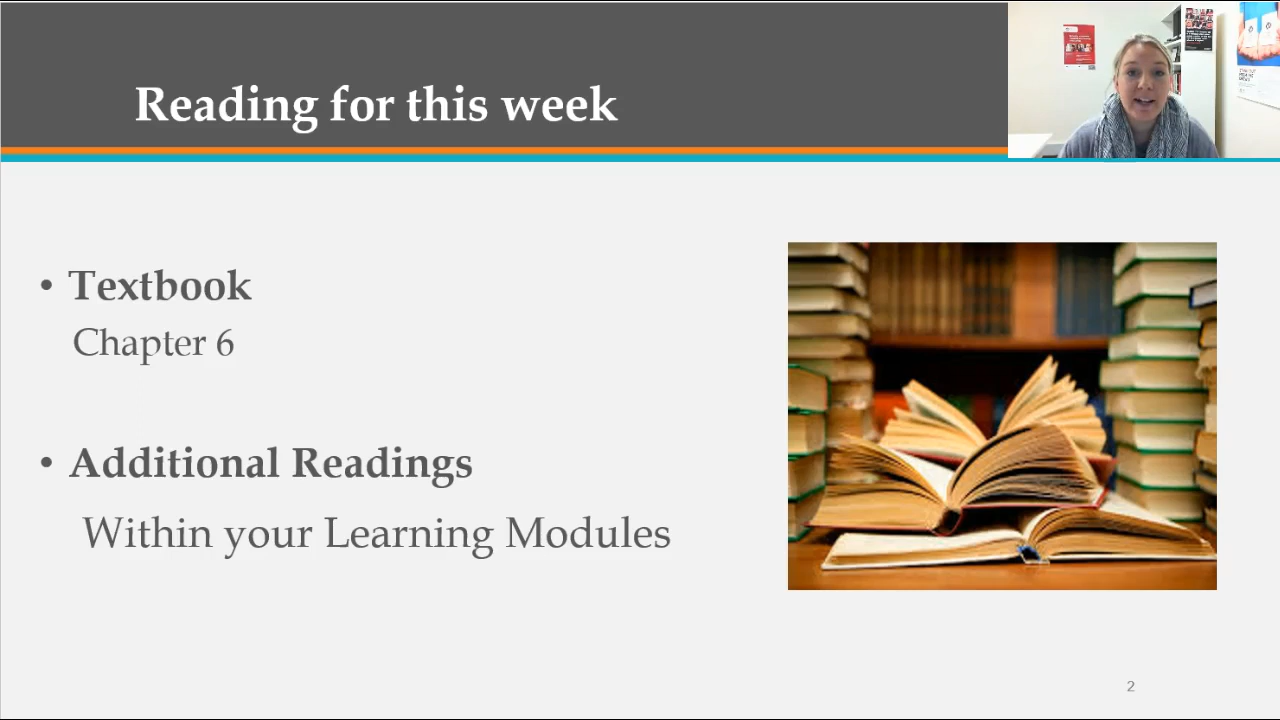 Reading for this week
• Textbook
Chapter 6
• Additional Readings
Within your Learning Modules
2